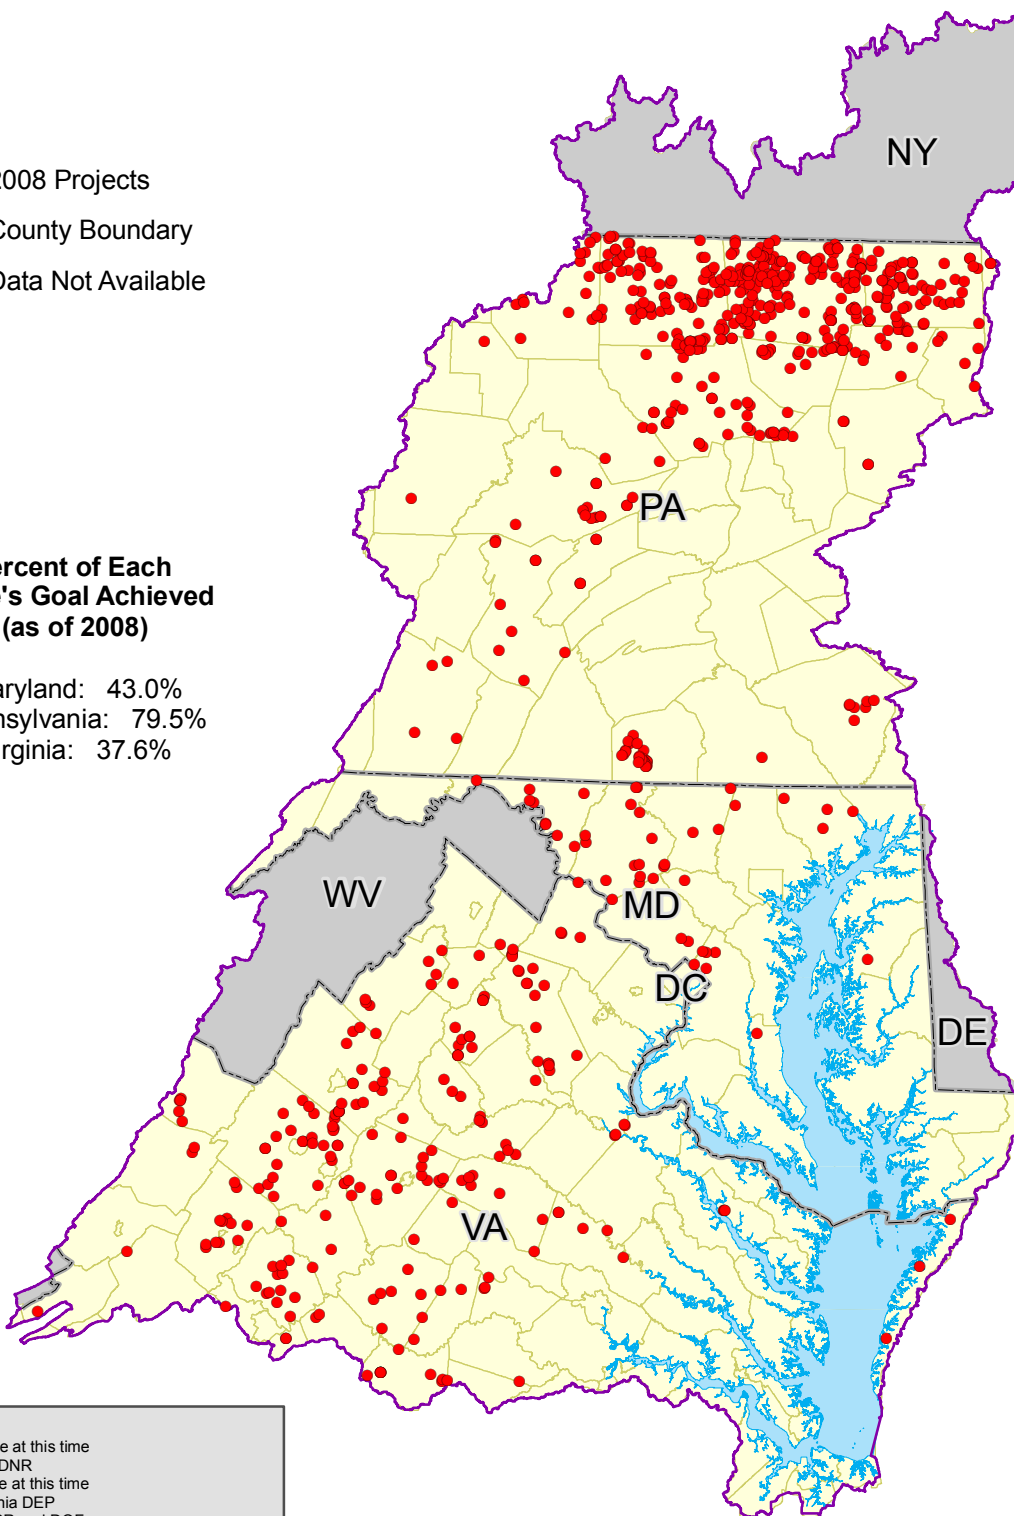 2008 Projects
County Boundary
Data Not Available
NY
PA
ercent of Each
e's Goal Achieved
(as of 2008)
aryland: 43.0%
nsylvania: 79.5%
rginia: 37.6%
WV
MD
DC
DE
VA
e at this time
DNR
e at this time
nia DEP